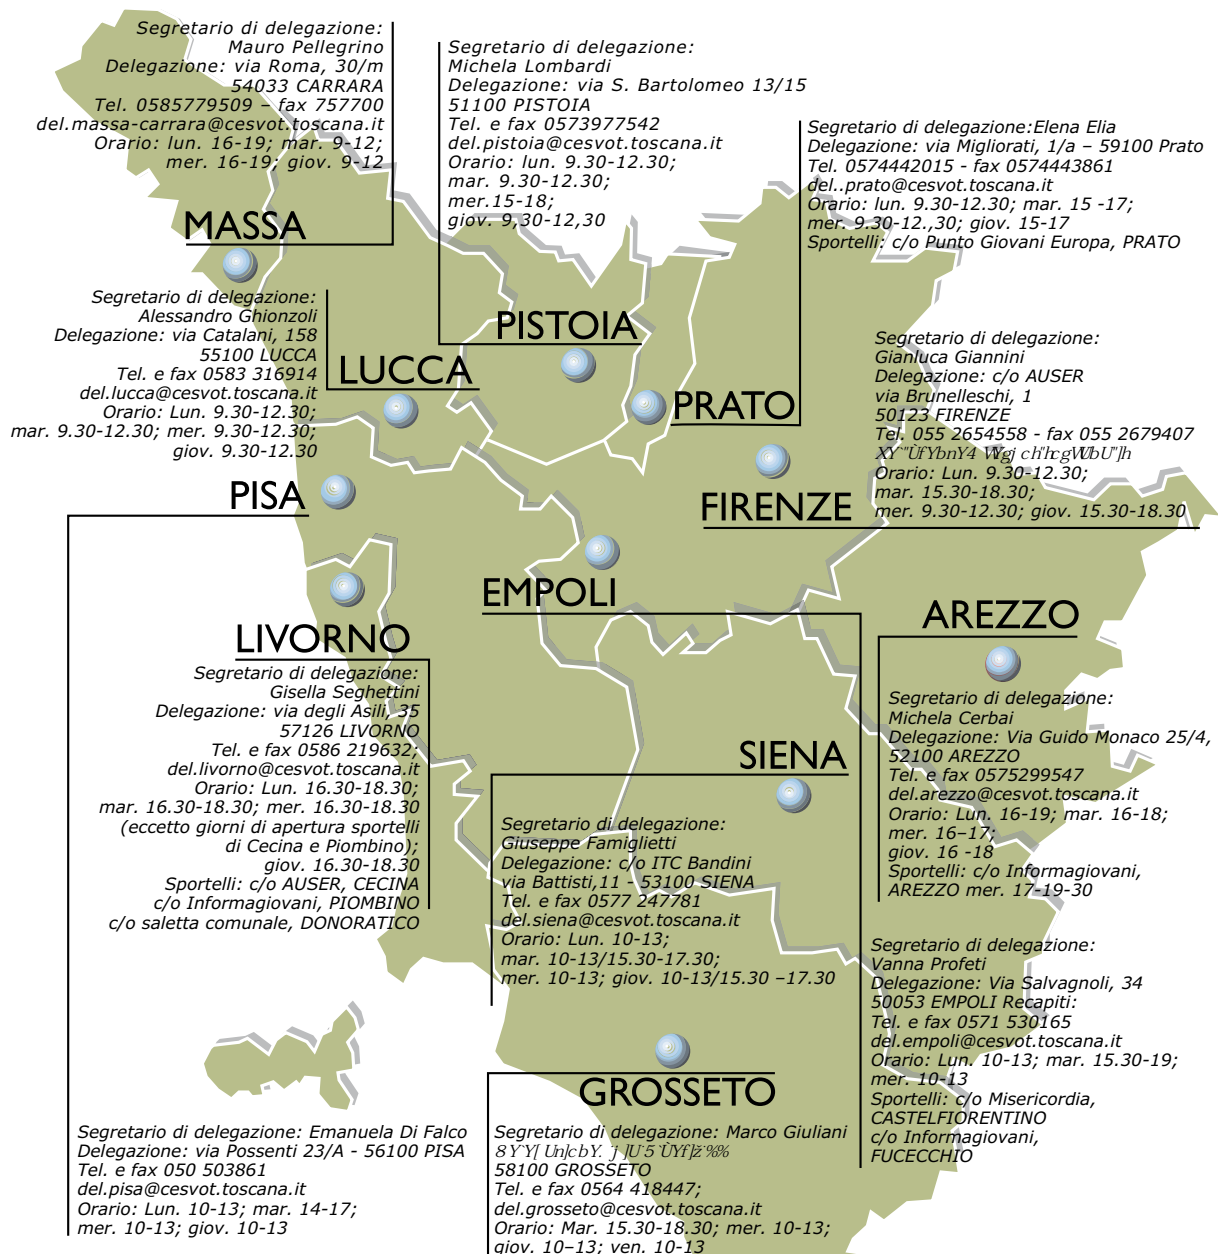 Segretario di delegazione:
Mauro Pellegrino
Delegazione: via Roma, 30/m
54033 CARRARA
Tel. 0585779509 – fax 757700
del.massa-carrara@cesvot.toscana.it
Orario: lun. 16-19; mar. 9-12;
mer. 16-19; giov. 9-12
MASSA
Segretario di delegazione:
Michela Lombardi
Delegazione: via S. Bartolomeo 13/15
51100 PISTOIA
Tel. e fax 0573977542
del.pistoia@cesvot.toscana.it
Orario: lun. 9.30-12.30;
mar. 9.30-12.30;
mer.15-18;
giov. 9,30-12,30
PISTOIA
Segretario di delegazione:Elena Elia
Delegazione: via Migliorati, 1/a – 59100 Prato
Tel. 0574442015 - fax 0574443861
del..prato@cesvot.toscana.it
Orario: lun. 9.30-12.30; mar. 15 -17;
mer. 9.30-12.,30; giov. 15-17
Sportelli: c/o Punto Giovani Europa, PRATO
PRATO
Segretario di delegazione:
Alessandro Ghionzoli
Delegazione: via Catalani, 158
55100 LUCCA
Tel. e fax 0583 316914
del.lucca@cesvot.toscana.it
Orario: Lun. 9.30-12.30;
mar. 9.30-12.30; mer. 9.30-12.30;
giov. 9.30-12.30
LUCCA
Segretario di delegazione:
Gianluca Giannini
Delegazione: c/o AUSER
via Brunelleschi, 1
50123 FIRENZE
Tel. 055 2654558 - fax 055 2679407
Orario: Lun. 9.30-12.30;
mar. 15.30-18.30;
mer. 9.30-12.30; giov. 15.30-18.30
FIRENZE
PISA
EMPOLI
LIVORNO
Segretario di delegazione:
Gisella Seghettini
Delegazione: via degli Asili, 35
57126 LIVORNO
Tel. e fax 0586 219632;
del.livorno@cesvot.toscana.it
Orario: Lun. 16.30-18.30;
mar. 16.30-18.30; mer. 16.30-18.30
(eccetto giorni di apertura sportelli
di Cecina e Piombino);
giov. 16.30-18.30
Sportelli: c/o AUSER, CECINA
c/o Informagiovani, PIOMBINO
c/o saletta comunale, DONORATICO
AREZZO
Segretario di delegazione:
Michela Cerbai
Delegazione: Via Guido Monaco 25/4,
52100 AREZZO
Tel. e fax 0575299547
del.arezzo@cesvot.toscana.it
Orario: Lun. 16-19; mar. 16-18;
mer. 16–17;
giov. 16 -18
Sportelli: c/o Informagiovani,
AREZZO mer. 17-19-30
SIENA
Segretario di delegazione:
Giuseppe Famiglietti
Delegazione: c/o ITC Bandini
via Battisti,11 - 53100 SIENA
Tel. e fax 0577 247781
del.siena@cesvot.toscana.it
Orario: Lun. 10-13;
mar. 10-13/15.30-17.30;
mer. 10-13; giov. 10-13/15.30 –17.30
Segretario di delegazione:
Vanna Profeti
Delegazione: Via Salvagnoli, 34
50053 EMPOLI Recapiti:
Tel. e fax 0571 530165
del.empoli@cesvot.toscana.it
Orario: Lun. 10-13; mar. 15.30-19;
mer. 10-13
Sportelli: c/o Misericordia,
CASTELFIORENTINO
c/o Informagiovani,
FUCECCHIO
GROSSETO
Segretario di delegazione: Emanuela Di Falco
Delegazione: via Possenti 23/A - 56100 PISA
Tel. e fax 050 503861
del.pisa@cesvot.toscana.it
Orario: Lun. 10-13; mar. 14-17;
mer. 10-13; giov. 10-13
Segretario di delegazione: Marco Giuliani
58100 GROSSETO
Tel. e fax 0564 418447;
del.grosseto@cesvot.toscana.it
Orario: Mar. 15.30-18.30; mer. 10-13;
giov. 10–13; ven. 10-13